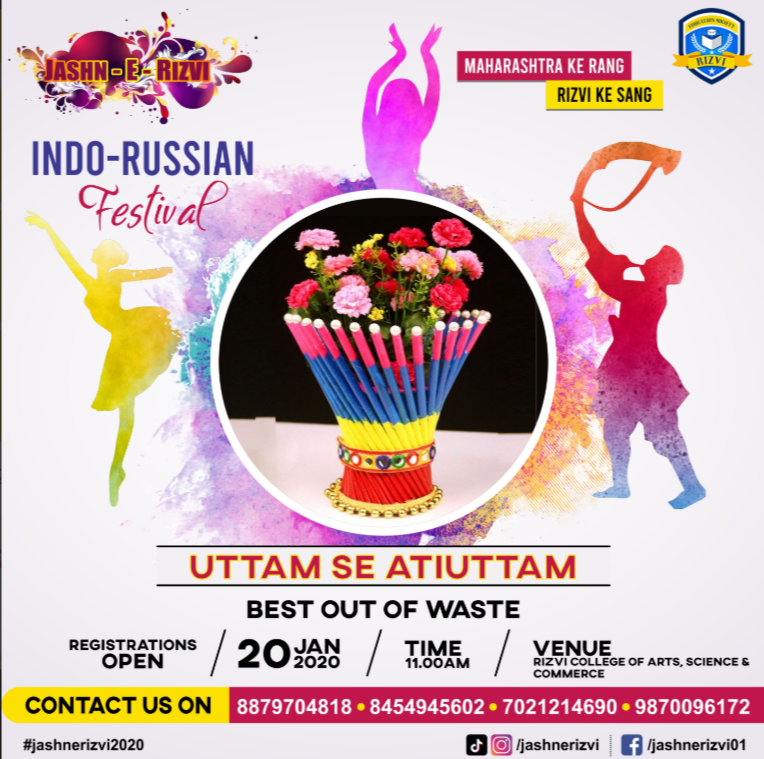 JASHN - E - RIZVI
MAHARASHTRA KE RANG
RIZVI KE SANG
EDUCATION SOCIETY
RIZVI
INDO-RUSSIAN
Festival
UTTAM SE ATIUTTAM
BEST OUT OF WASTE
REGISTRATIONS
OPEN
20 JAN
2020
TIME
11.00AM
VENUE
RIZVI COLLEGE OF ARTS, SCIENCE &
COMMERCE
CONTACT US ON 8879704818 • 8454945602 • 7021214690 • 9870096172
#jashnerizvi2020 /jashnerizvi /jashnerizvi01